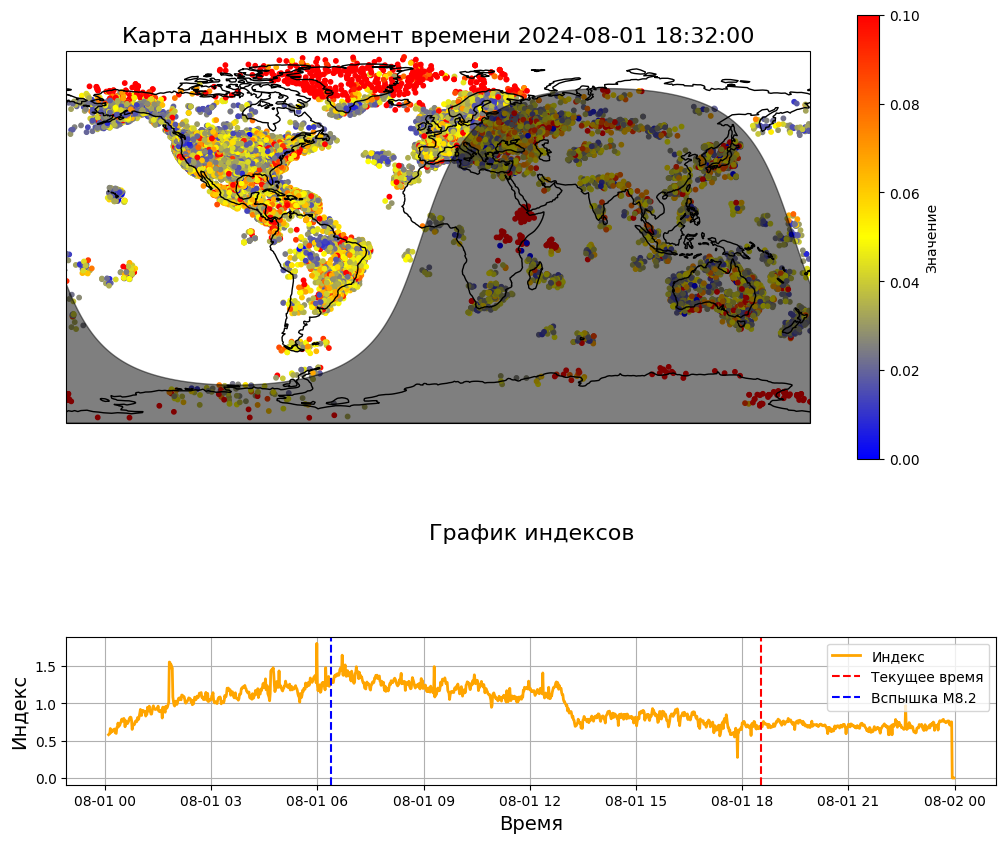 Карта данных в момент времени 2024-08-01 18:32:00
0.10
0.08
0.06
0.04
0.02
0.00
Значение
График индексов
Индекс
1.5
1.0
0.5
0.0
Индекс
Текущее время
Вспышка M8.2
08-01 00
08-01 03
08-01 06
08-01 09
08-01 12
08-01 15
08-01 18
08-01 21
08-02 00
Время